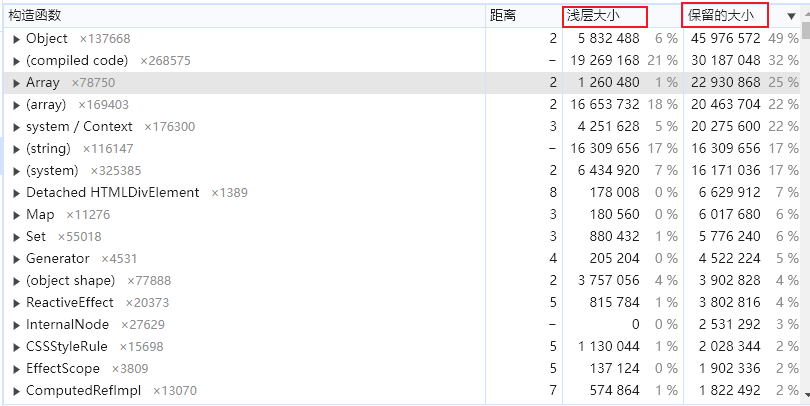 构造函数 距离 浅层大小 保留的大小 ▼
▶ Object ×137668 2 5 832 488 6 % 45 976 572 49 %
▶ (compiled code) ×268575 – 19 269 168 21 % 30 187 048 32 %
▶ Array ×78750 2 1 260 480 1 % 22 930 868 25 %
▶ (array) ×169403 2 16 653 732 18 % 20 463 704 22 %
▶ system / Context ×176300 3 4 251 628 5 % 20 275 600 22 %
▶ (string) ×116147 – 16 309 656 17 % 16 309 656 17 %
▶ (system) ×325385 2 6 434 920 7 % 16 171 036 17 %
▶ Detached HTMLDivElement ×1389 8 178 008 0 % 6 629 912 7 %
▶ Map ×11276 3 180 560 0 % 6 017 680 6 %
▶ Set ×55018 3 880 432 1 % 5 776 240 6 %
▶ Generator ×4531 4 205 204 0 % 4 522 224 5 %
▶ (object shape) ×77888 2 3 757 056 4 % 3 902 828 4 %
▶ ReactiveEffect ×20373 5 815 784 1 % 3 802 816 4 %
▶ InternalNode ×27629 – 0 0 % 2 531 292 3 %
▶ CSSStyleRule ×15698 5 1 130 044 1 % 2 028 344 2 %
▶ EffectScope ×3809 5 137 124 0 % 1 902 336 2 %
▶ ComputedRefImpl ×13070 7 574 864 1 % 1 822 492 2 %